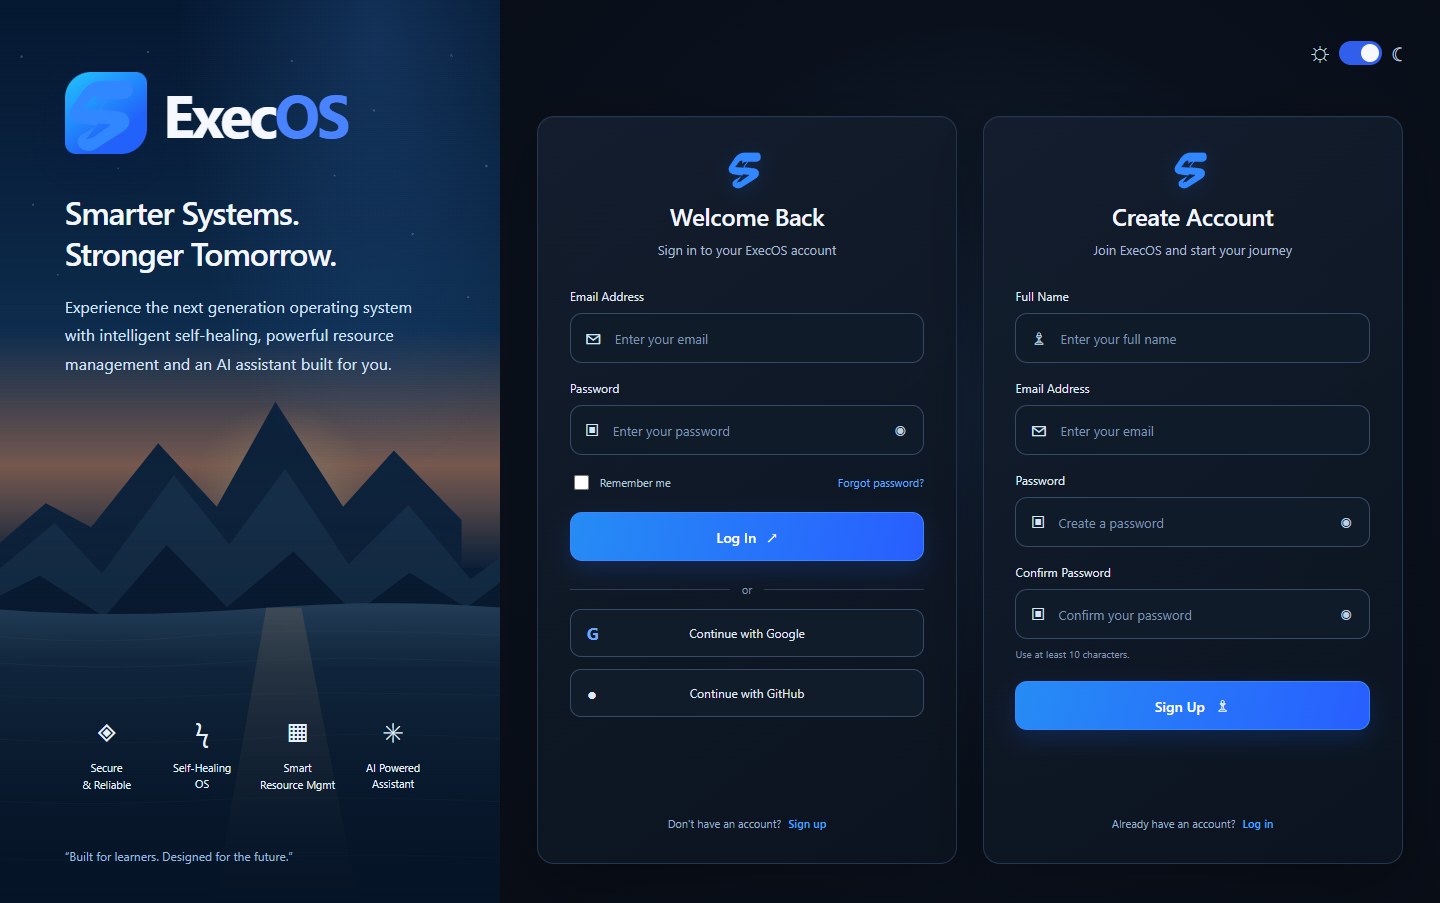 ExecOS
Smarter Systems.
Stronger Tomorrow.
Experience the next generation operating system
with intelligent self-healing, powerful resource
management and an AI assistant built for you.
Secure
& Reliable
Self-Healing
OS
Smart
Resource Mgmt
AI Powered
Assistant
“Built for learners. Designed for the future.”
Welcome Back
Sign in to your ExecOS account
Email Address
Enter your email
Password
Enter your password
Remember me
Forgot password?
Log In ↗
or
G Continue with Google
Continue with GitHub
Don't have an account? Sign up
Create Account
Join ExecOS and start your journey
Full Name
Enter your full name
Email Address
Enter your email
Password
Create a password
Confirm Password
Confirm your password
Use at least 10 characters.
Sign Up
Already have an account? Log in